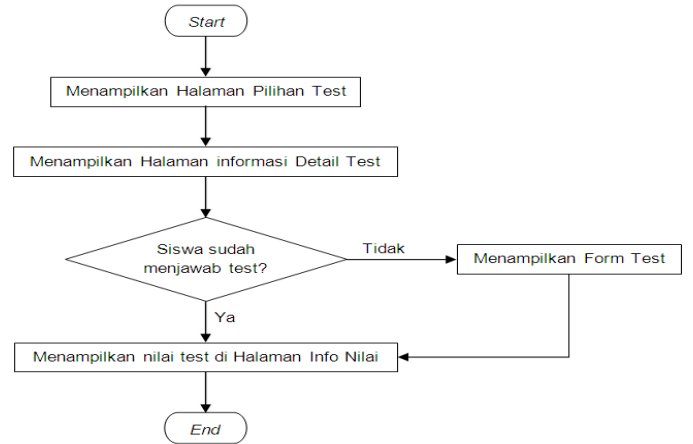 Start
Menampilkan Halaman Pilihan Test
Menampilkan Halaman informasi Detail Test
Siswa sudah
menjawab test?
Tidak
Menampilkan Form Test
Ya
Menampilkan nilai test di Halaman Info Nilai
End